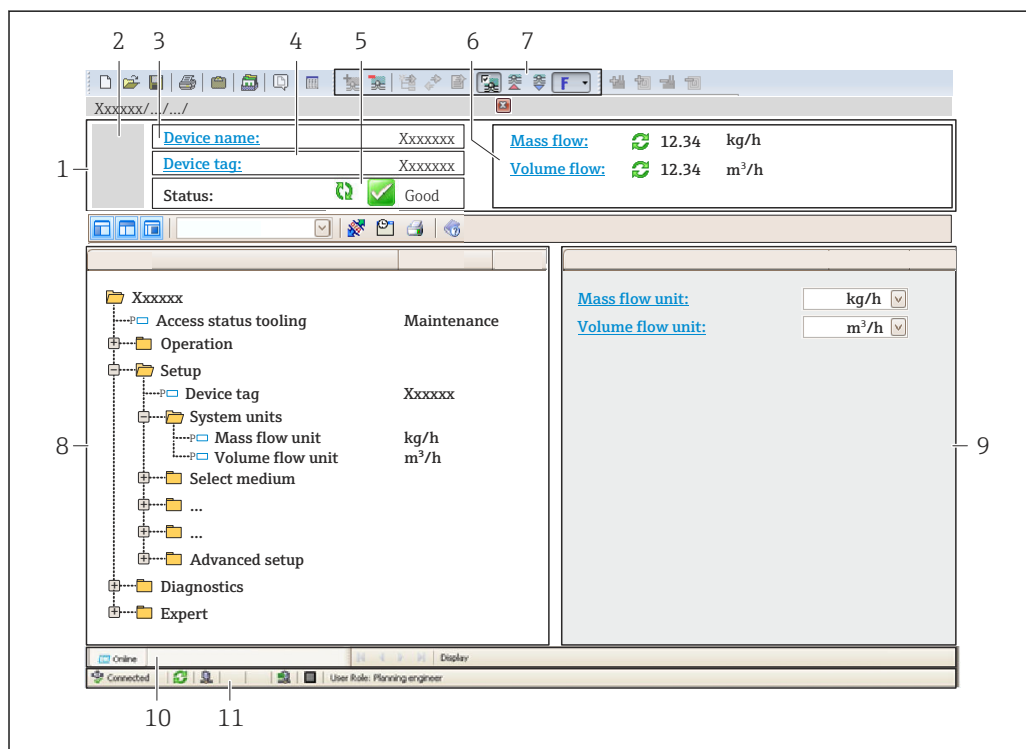 2 3 4 5 6 7
F
Xxxxxx/.../.../
1
Device name: Xxxxxxx
Device tag: Xxxxxxx
Status: Good
Mass flow: 12.34 kg/h
Volume flow: 12.34 m³/h
Xxxxxx
P Access status tooling Maintenance
Operation
Setup
P Device tag Xxxxxx
System units
P Mass flow unit kg/h
P Volume flow unit m³/h
Select medium
...
...
Advanced setup
Diagnostics
Expert
Mass flow unit: kg/h
Volume flow unit: m³/h
8
9
Online Display
Connected User Role: Planning engineer
10 11